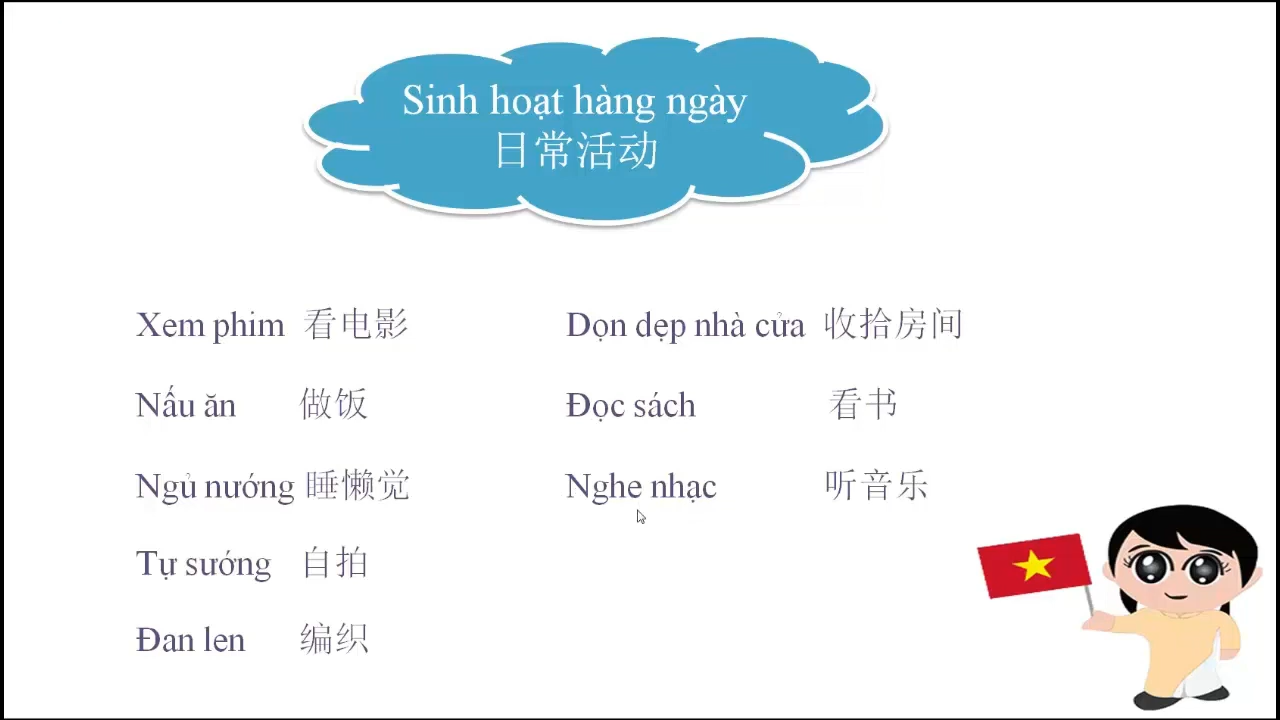 Sinh hoạt hàng ngày
日常活动
Xem phim 看电影
Nấu ăn 做饭
Ngủ nướng 睡懒觉
Tự sướng 自拍
Đan len 编织
Dọn dẹp nhà cửa 收拾房间
Đọc sách 看书
Nghe nhạc 听音乐